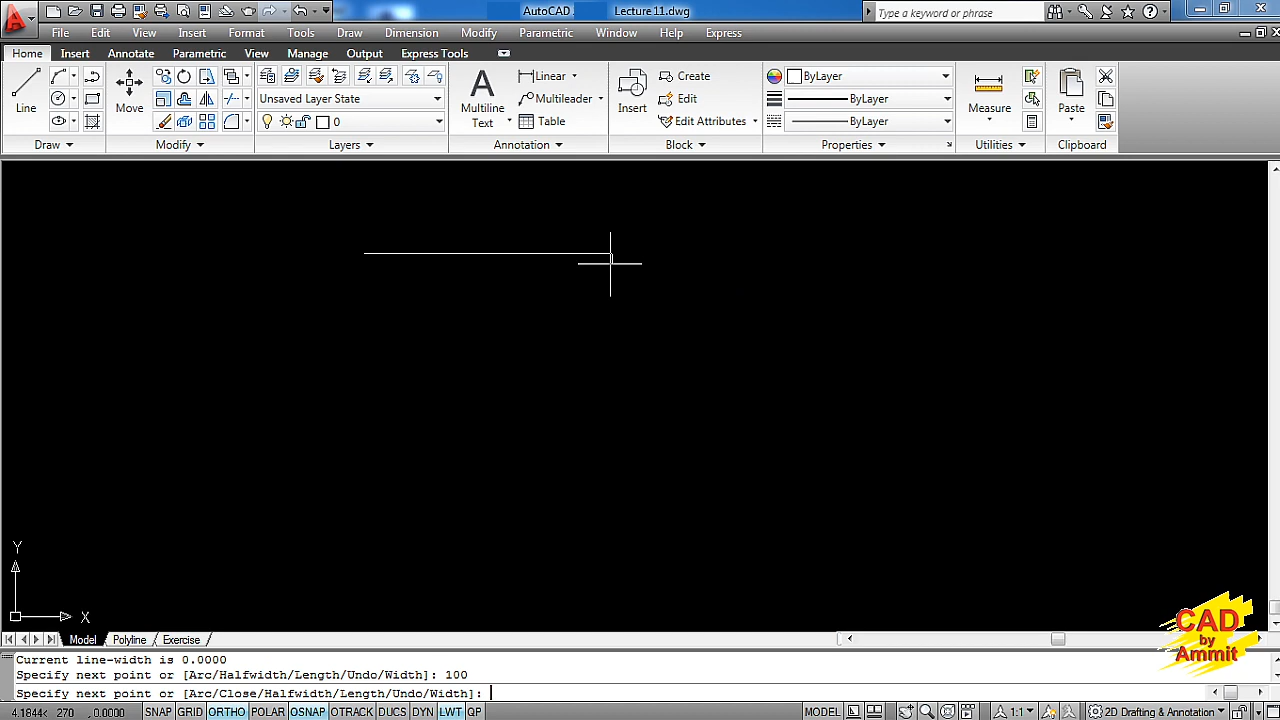 AutoCAD Lecture 11.dwg Type a keyword or phrase
File Edit View Insert Format Tools Draw Dimension Modify Parametric Window Help Express
Home Insert Annotate Parametric View Manage Output Express Tools
Linear Create ByLayer
Line Move Unsaved Layer State Multiline Text Multileader Insert Edit ByLayer Measure Paste
0 Table Edit Attributes ByLayer
Draw Modify Layers Annotation Block Properties Utilities Clipboard
Y
X
CAD
by
Ammit
Model Polyline Exercise
Current line-width is 0.0000
Specify next point or [Arc/Halfwidth/Length/Undo/Width]: 100
Specify next point or [Arc/Close/Halfwidth/Length/Undo/Width]:
4.1844< 270 , 0.0000 SNAP GRID ORTHO POLAR OSNAP OTRACK DUCS DYN LWT QP MODEL 1:1 2D Drafting & Annotation